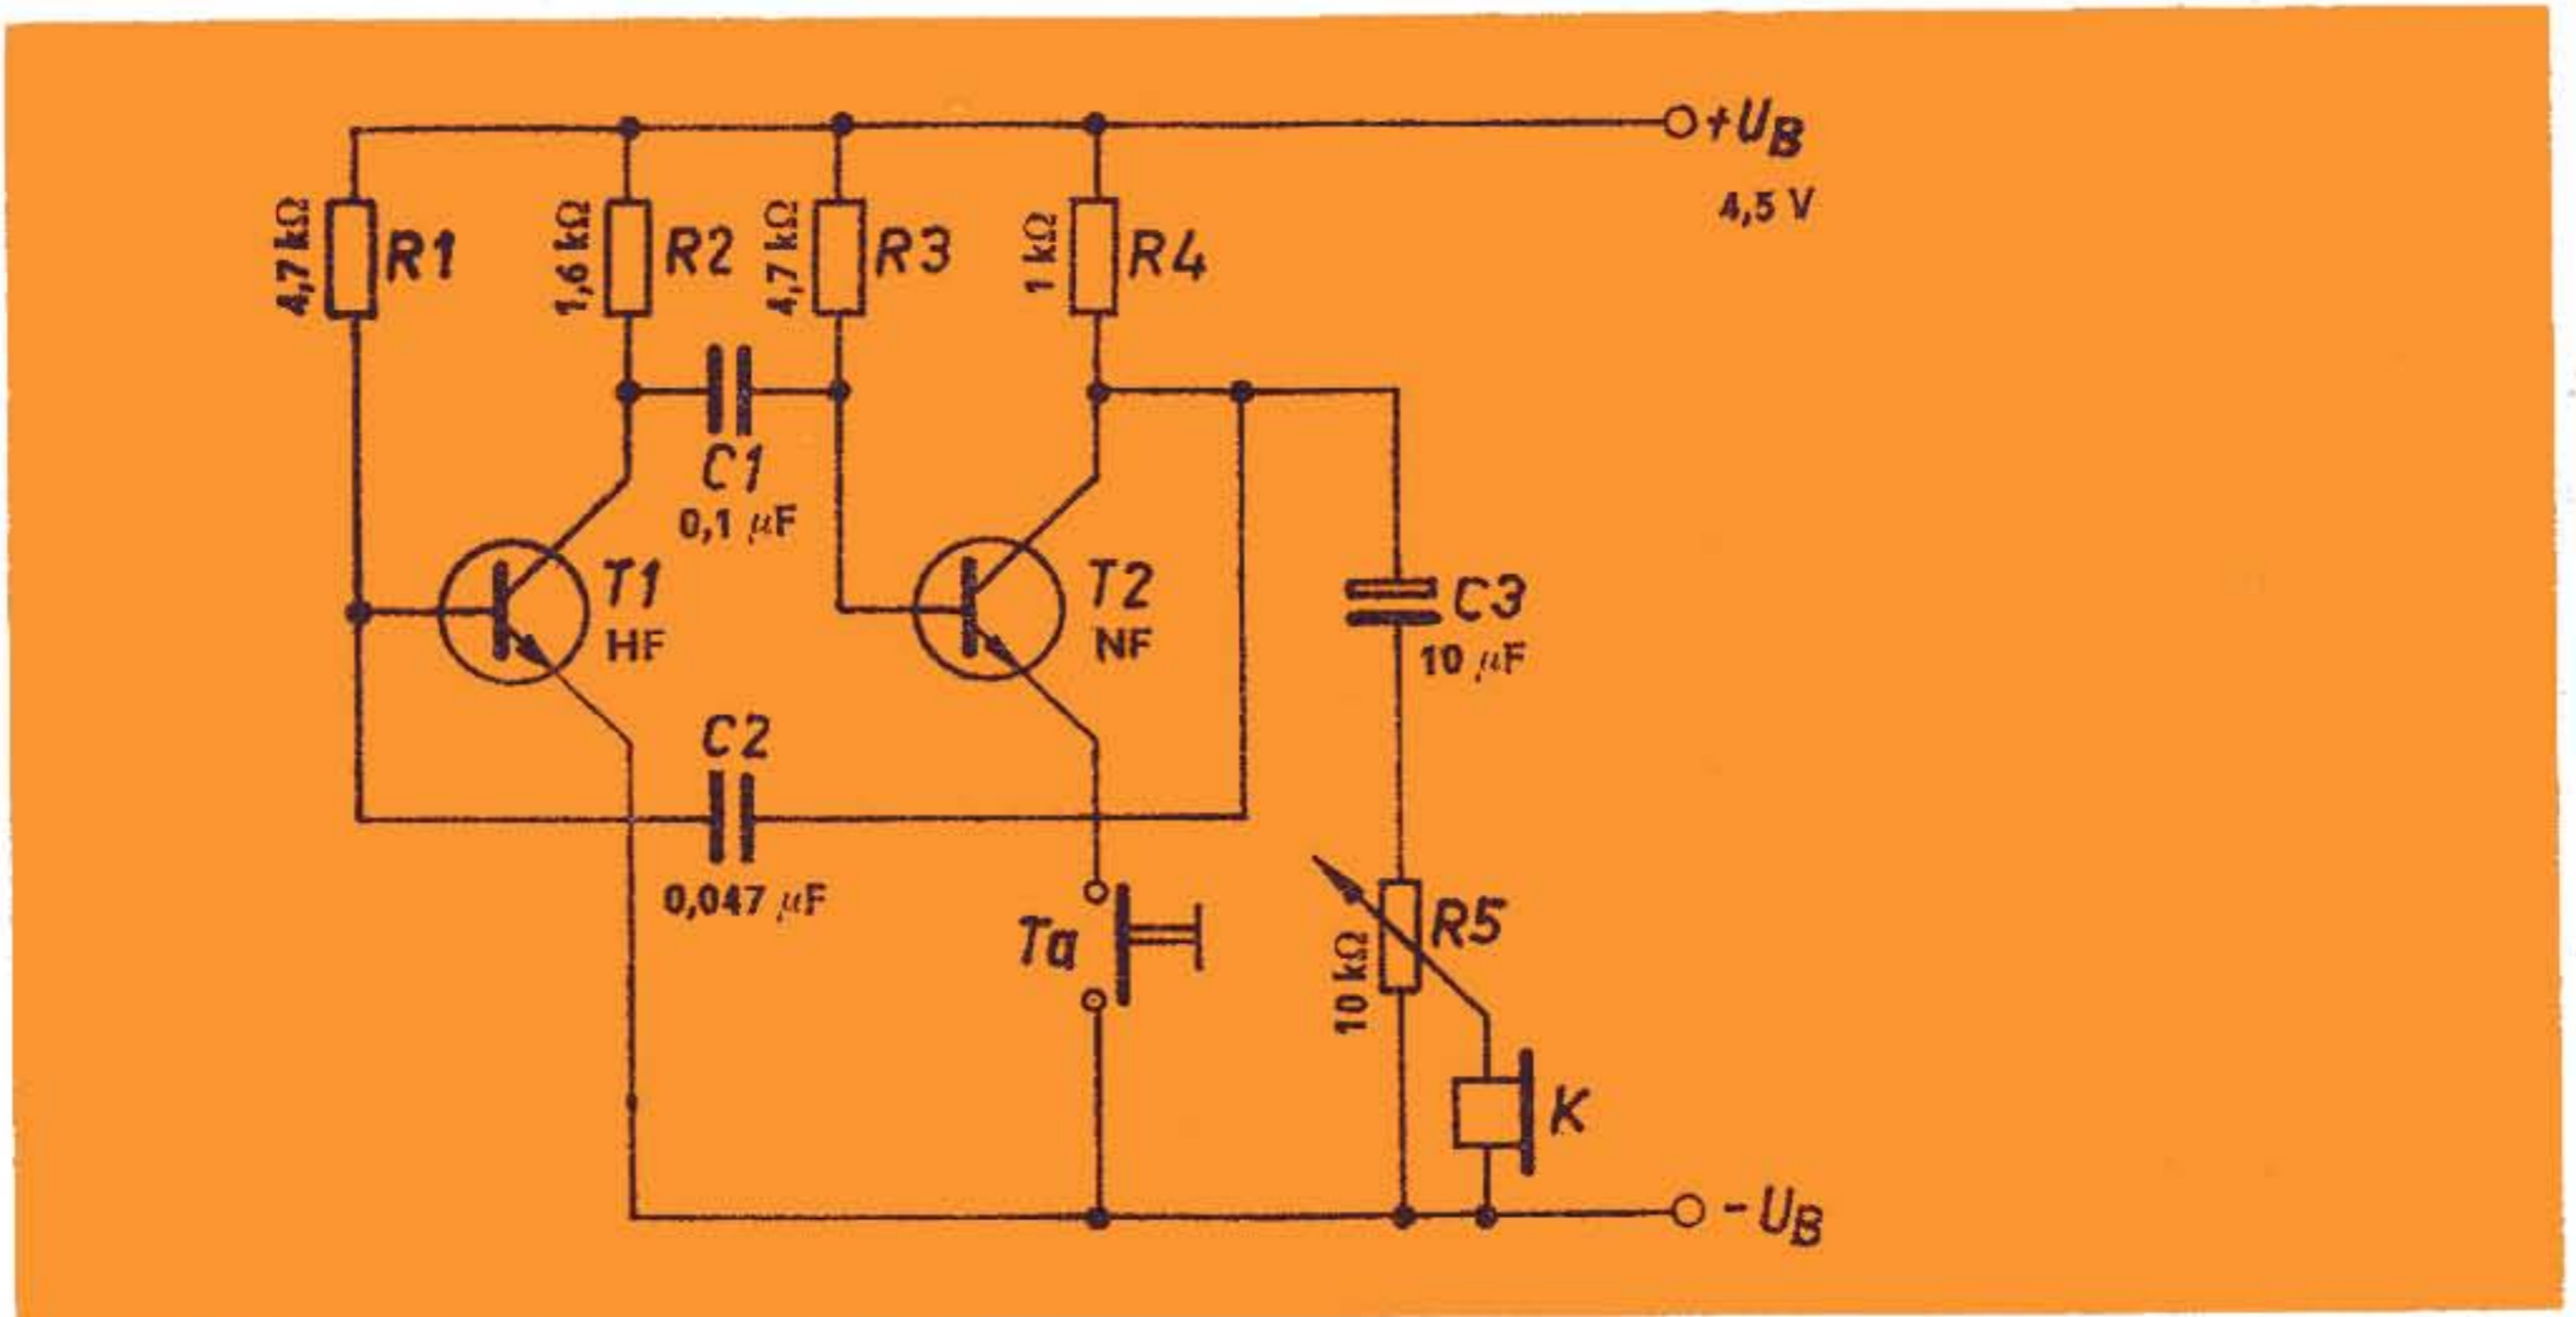 +UB
4,5 V
4,7 kΩ
R1
1,6 kΩ
R2
4,7 kΩ
R3
1 kΩ
R4
C1
0,1 µF
T1
HF
T2
NF
C3
10 µF
C2
0,047 µF
Ta
10 kΩ
R5
K
-UB